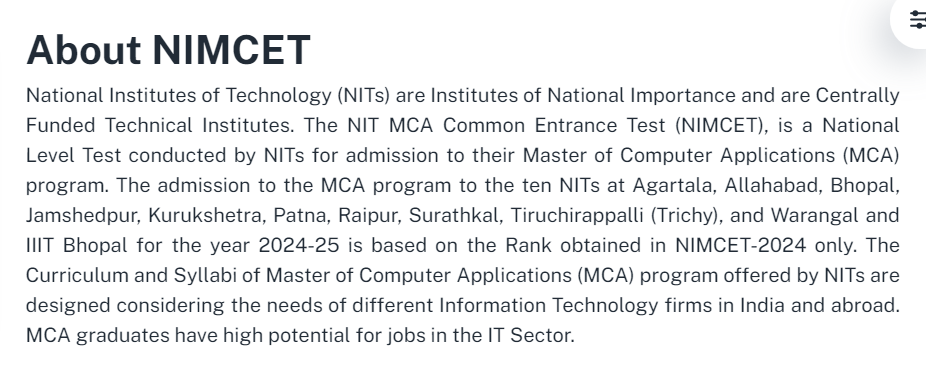 About NIMCET
National Institutes of Technology (NITs) are Institutes of National Importance and are Centrally
Funded Technical Institutes. The NIT MCA Common Entrance Test (NIMCET), is a National
Level Test conducted by NITs for admission to their Master of Computer Applications (MCA)
program. The admission to the MCA program to the ten NITs at Agartala, Allahabad, Bhopal,
Jamshedpur, Kurukshetra, Patna, Raipur, Surathkal, Tiruchirappalli (Trichy), and Warangal and
IIIT Bhopal for the year 2024-25 is based on the Rank obtained in NIMCET-2024 only. The
Curriculum and Syllabi of Master of Computer Applications (MCA) program offered by NITs are
designed considering the needs of different Information Technology firms in India and abroad.
MCA graduates have high potential for jobs in the IT Sector.